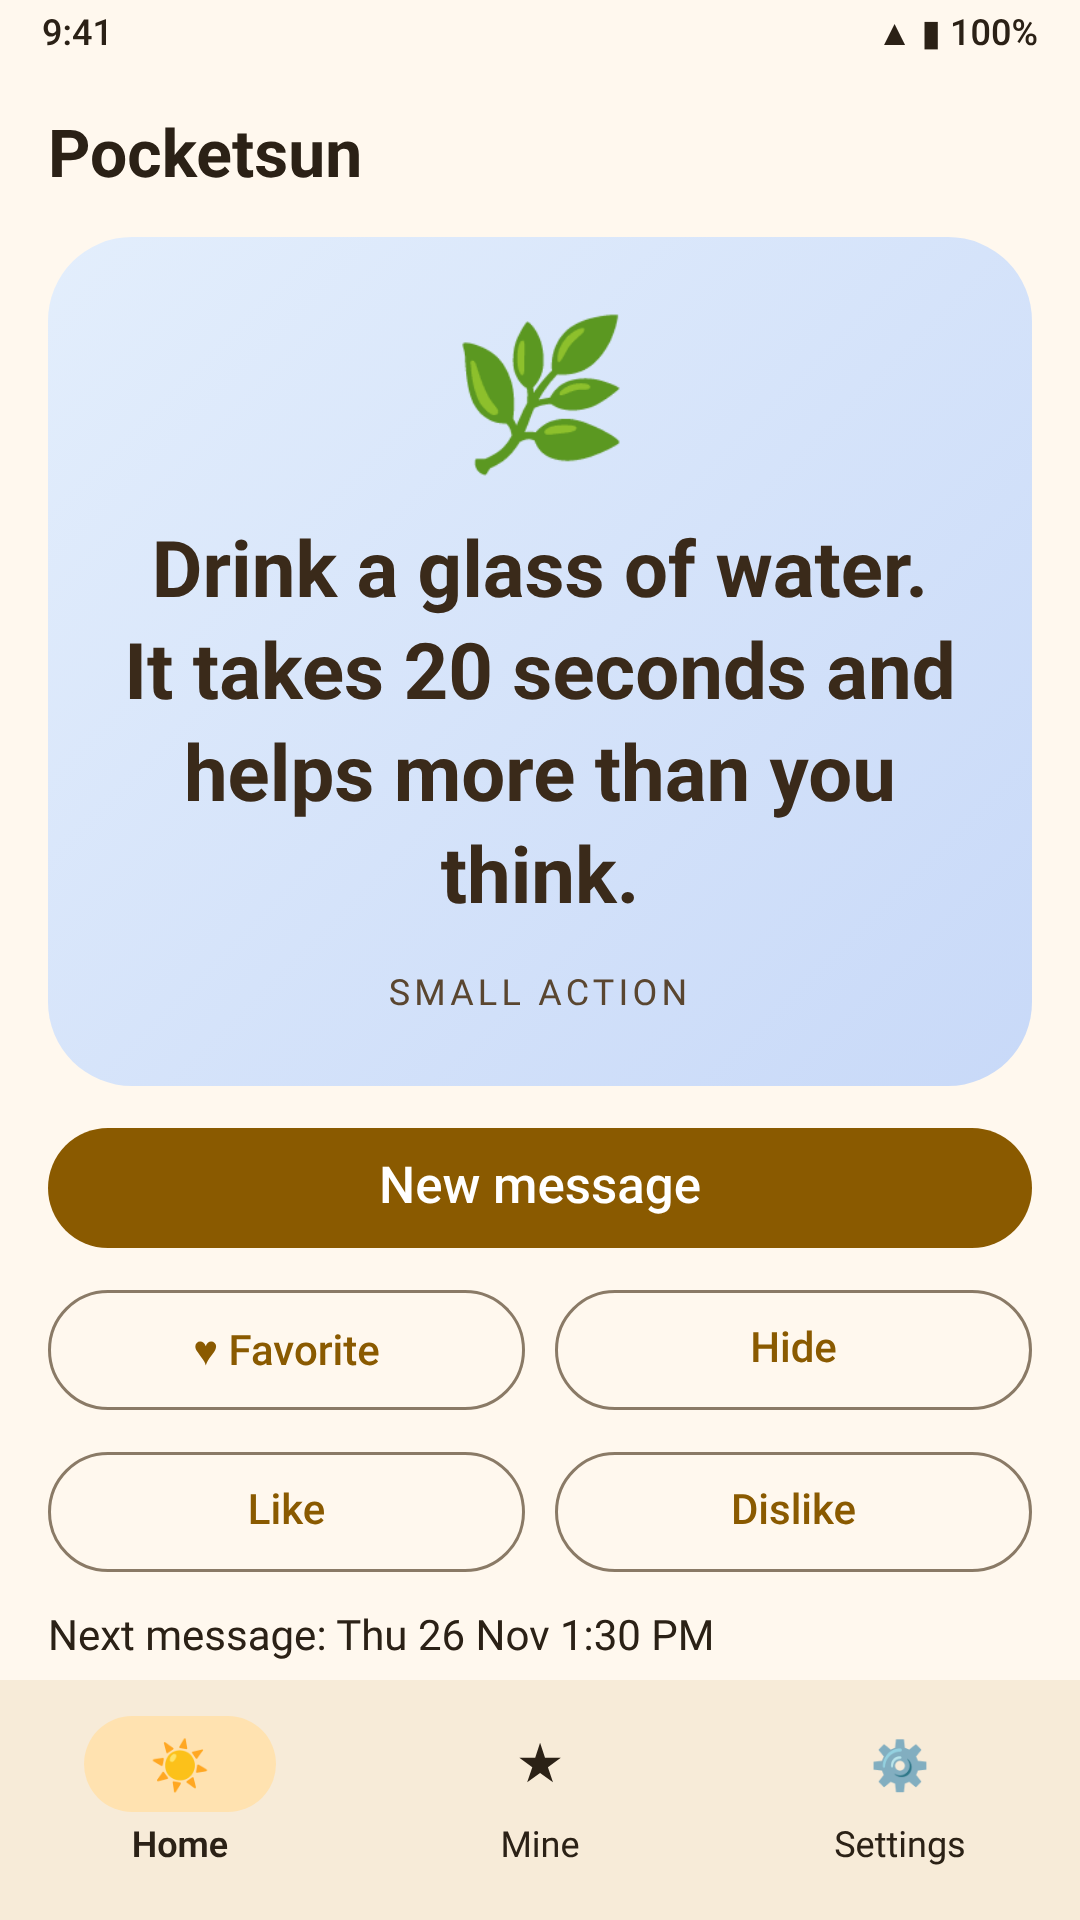 9:41 ▲ ▮ 100%
Pocketsun
Drink a glass of water.
It takes 20 seconds and
helps more than you
think.
SMALL ACTION
New message
♥ Favorite
Hide
Like
Dislike
Next message: Thu 26 Nov 1:30 PM
Home
Mine
Settings